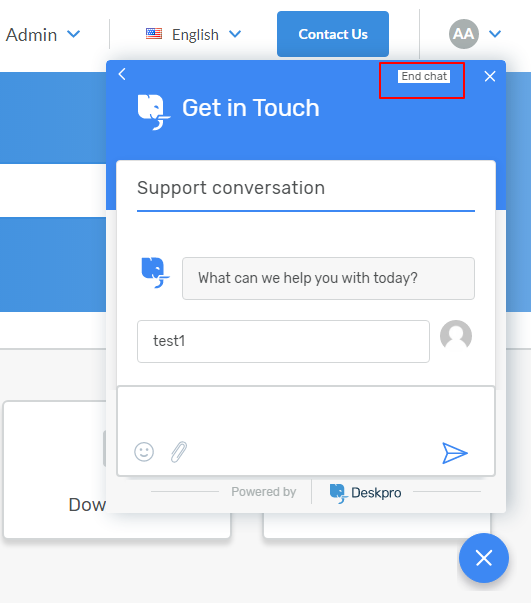 Admin
English
Contact Us
AA
End chat
Get in Touch
Support conversation
What can we help you with today?
test1
Dow
Powered by
Deskpro